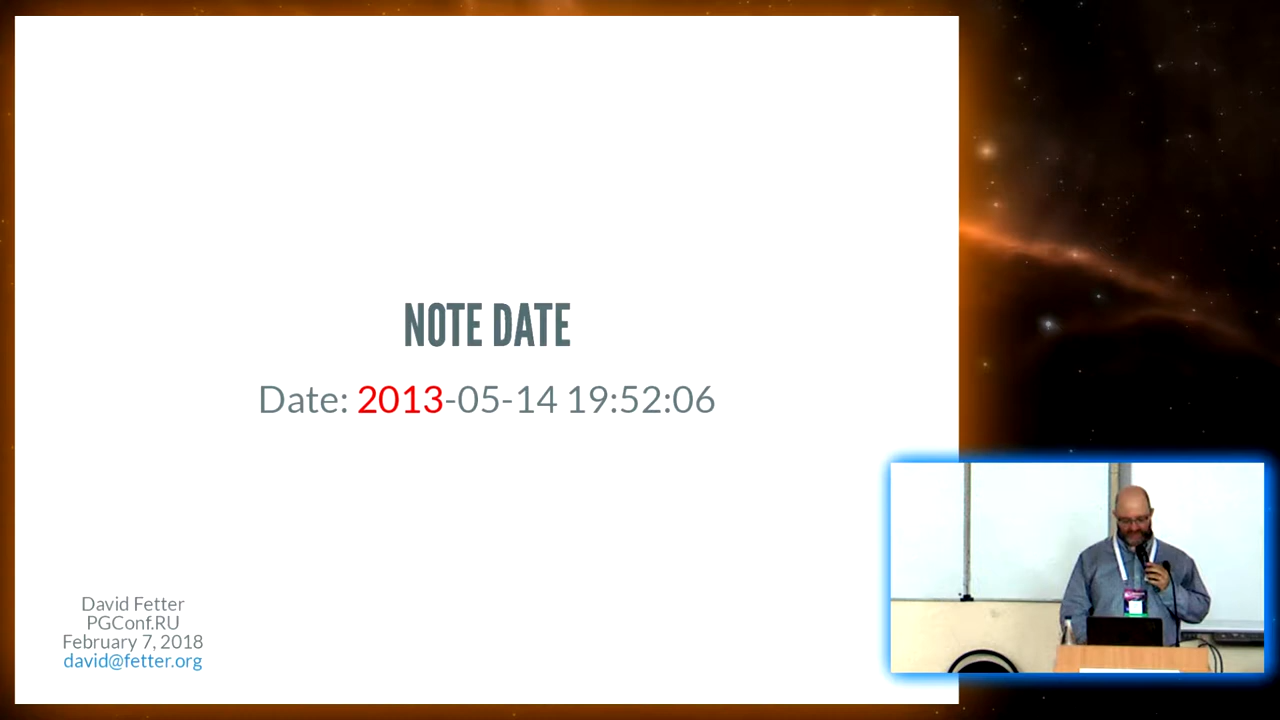 NOTE DATE
Date: 2013-05-14 19:52:06
David Fetter
PGConf.RU
February 7, 2018
david@fetter.org